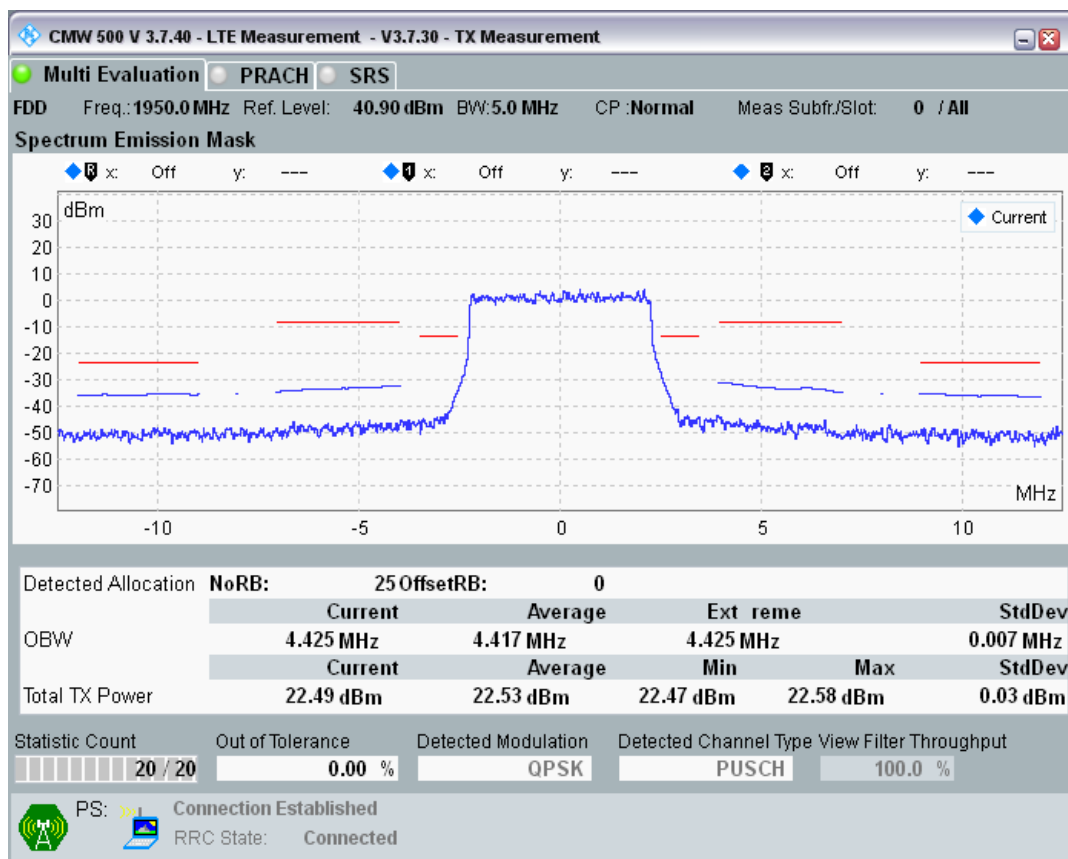 CMW 500 V 3.7.40 - LTE Measurement - V3.7.30 - TX Measurement
Multi Evaluation PRACH SRS
FDD Freq.: 1950.0 MHz Ref. Level: 40.90 dBm BW: 5.0 MHz CP : Normal Meas Subfr./Slot: 0 / All
Spectrum Emission Mask
R x: Off y: --- 1 x: Off y: --- 2 x: Off y: ---
dBm
Current
30
20
10
0
-10
-20
-30
-40
-50
-60
-70
MHz
-10 -5 0 5 10
Detected Allocation NoRB: 25 OffsetRB: 0
Current Average Ext reme StdDev
OBW 4.425 MHz 4.417 MHz 4.425 MHz 0.007 MHz
Current Average Min Max StdDev
Total TX Power 22.49 dBm 22.53 dBm 22.47 dBm 22.58 dBm 0.03 dBm
Statistic Count Out of Tolerance Detected Modulation Detected Channel Type View Filter Throughput
20 / 20 0.00 % QPSK PUSCH 100.0 %
PS: Connection Established
RRC State: Connected